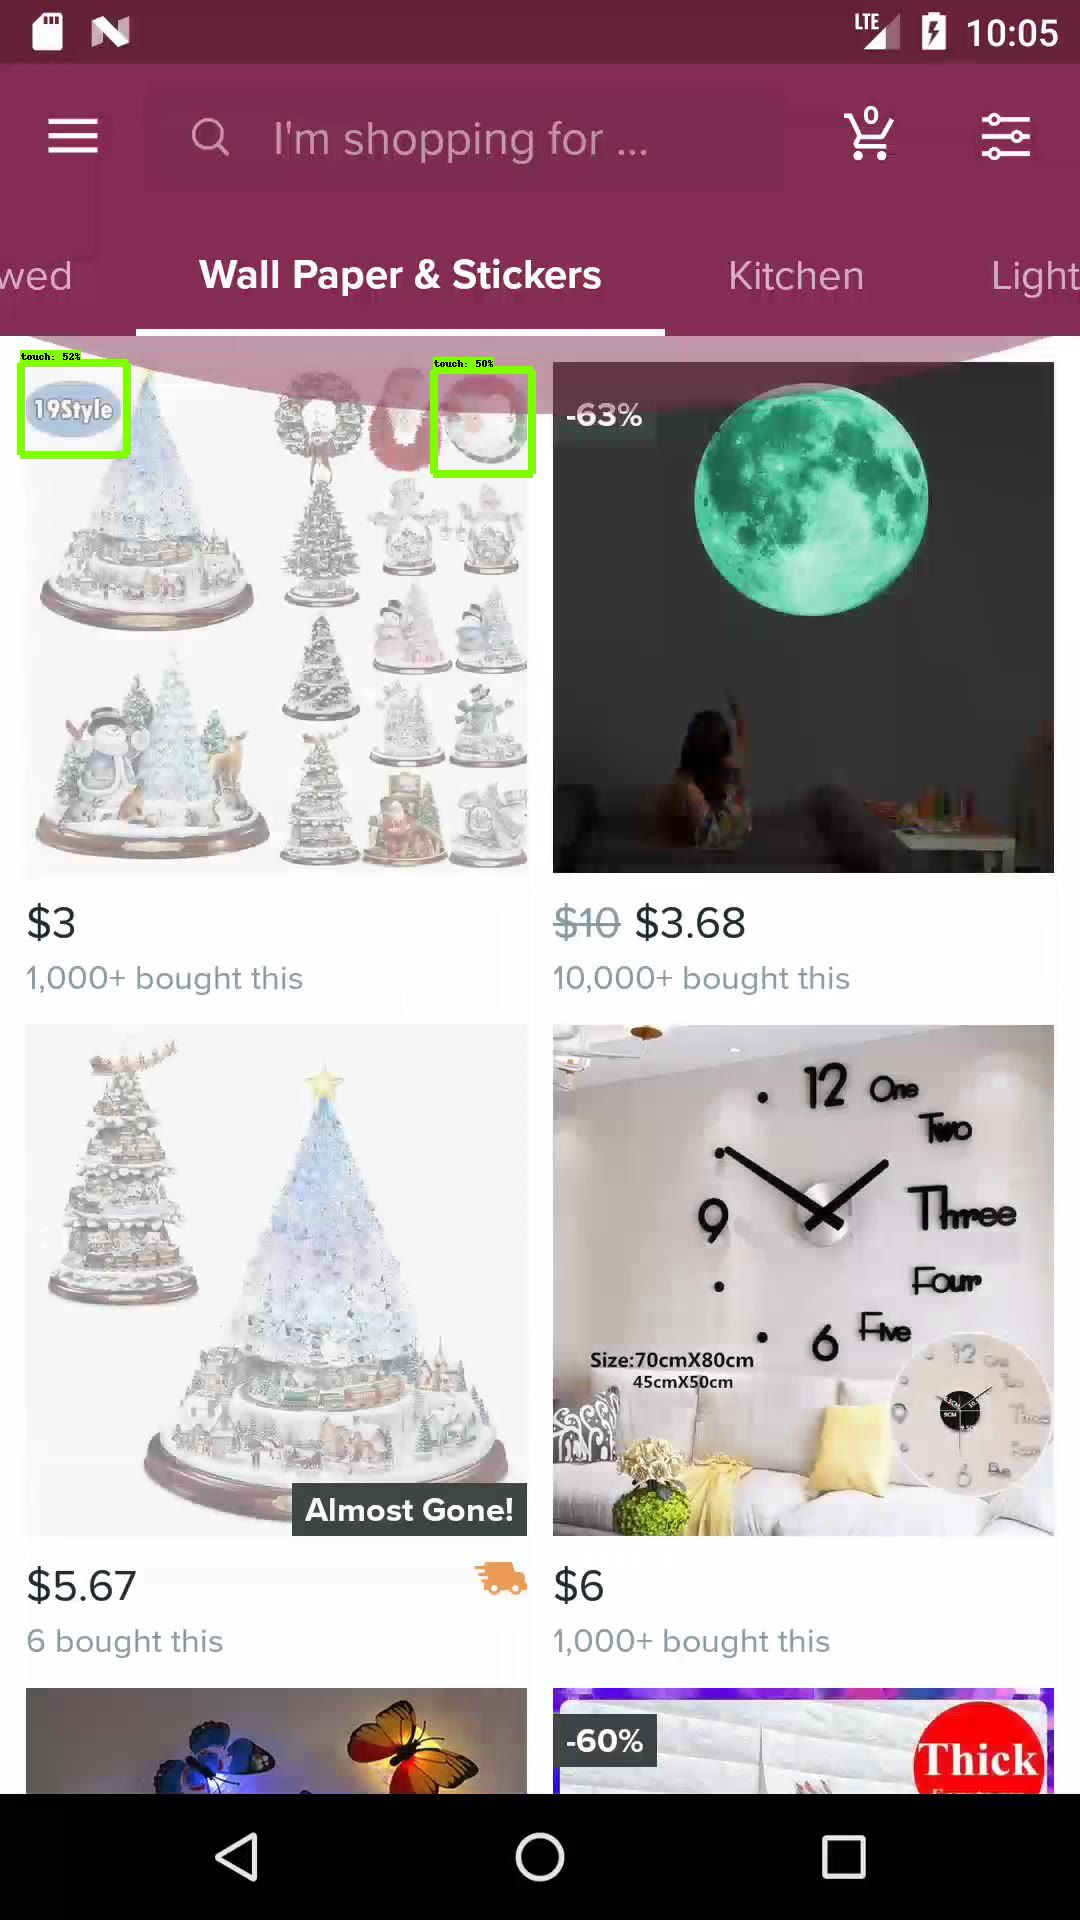 LTE 10:05
0
I'm shopping for ...
wed Wall Paper & Stickers Kitchen Light
touch: 52%
touch: 50%
19Style
-63%
$3
1,000+ bought this
$10 $3.68
10,000+ bought this
12 One
Two
9 Three
Four
6 Five
Size:70cmX80cm
45cmX50cm
Almost Gone!
$5.67
6 bought this
$6
1,000+ bought this
-60%
Thick